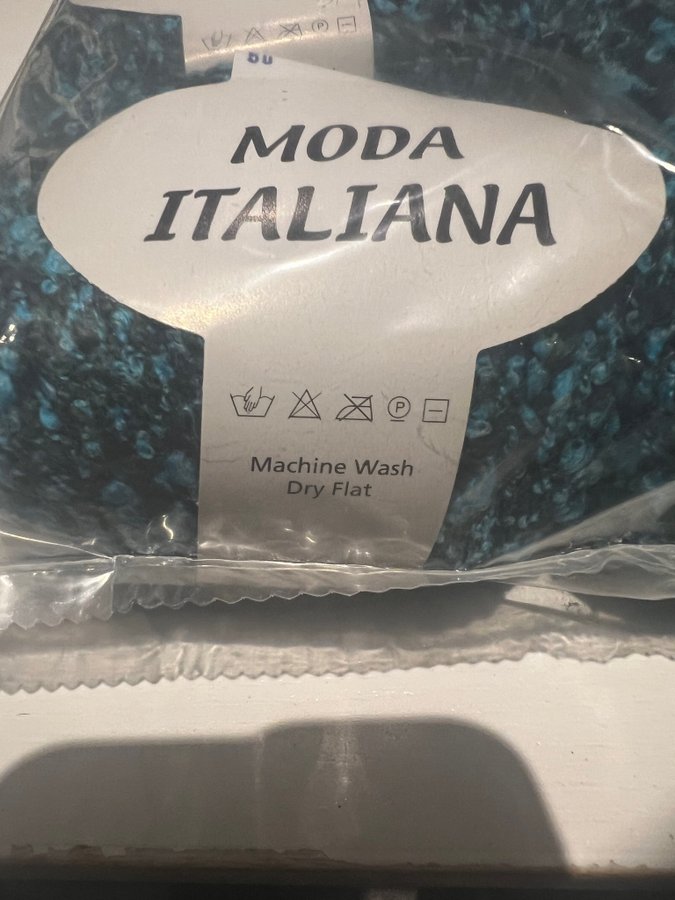 MODA
ITALIANA
P
Machine Wash
Dry Flat